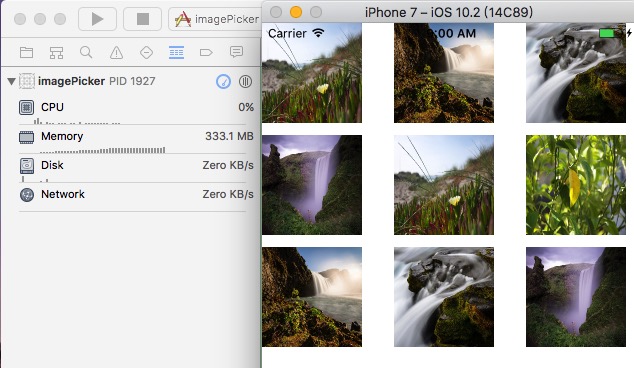 imagePicker
iPhone 7 – iOS 10.2 (14C89)
Carrier
:00 AM
imagePicker PID 1927
CPU 0%
Memory 333.1 MB
Disk Zero KB/s
Network Zero KB/s